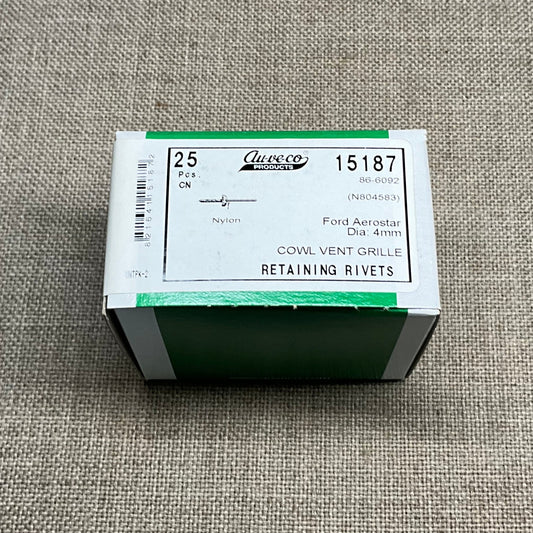 25
Pcs.
CN
Auveco
PRODUCTS
15187
86-6092
(N804583)
Nylon
Ford Aerostar
Dia: 4mm
COWL VENT GRILLE
RETAINING RIVETS